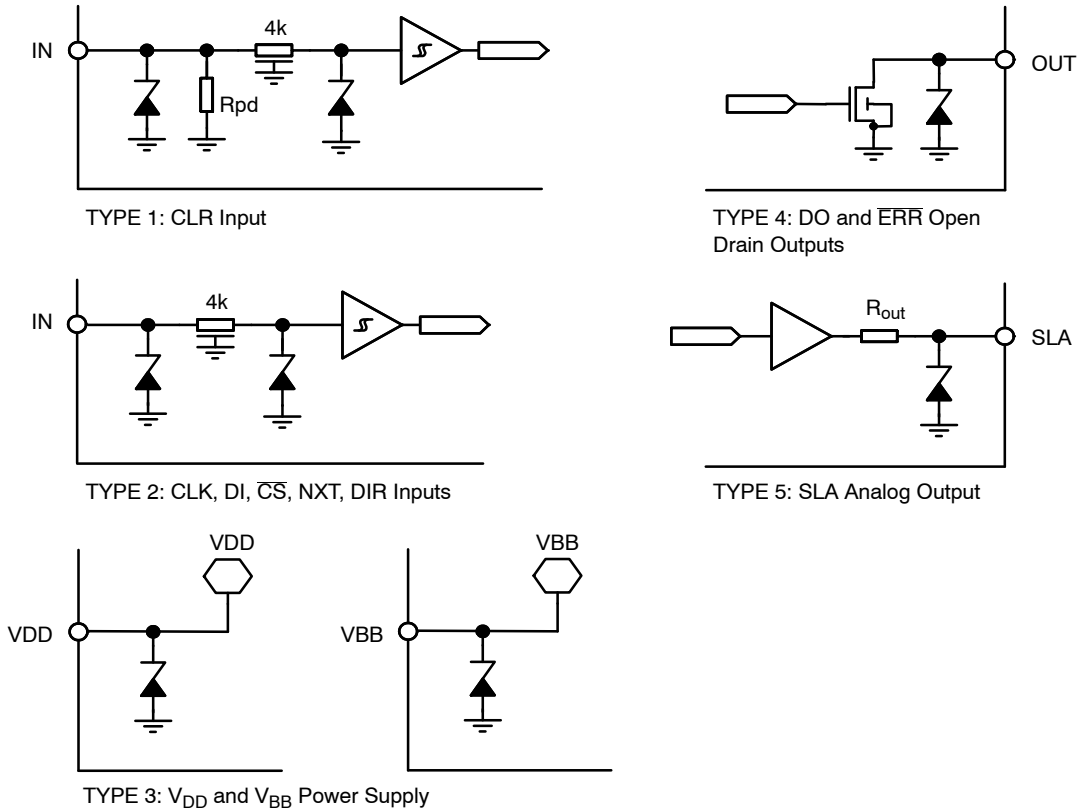 IN
4k
Rpd
TYPE 1: CLR Input
OUT
TYPE 4: DO and E̅R̅R̅ Open
Drain Outputs
IN
4k
TYPE 2: CLK, DI, C̅S̅, NXT, DIR Inputs
Rout
SLA
TYPE 5: SLA Analog Output
VDD
VDD
VBB
VBB
TYPE 3: VDD and VBB Power Supply